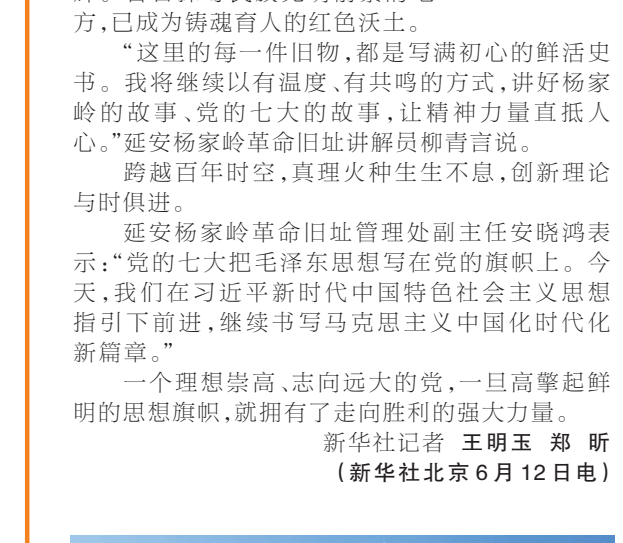 方，已成为铸魂育人的红色沃土。
“这里的每一件旧物，都是写满初心的鲜活史
书。我将继续以有温度、有共鸣的方式，讲好杨家
岭的故事、党的七大的故事，让精神力量直抵人
心。”延安杨家岭革命旧址讲解员柳青言说。
跨越百年时空，真理火种生生不息，创新理论
与时俱进。
延安杨家岭革命旧址管理处副主任安晓鸿表
示：“党的七大把毛泽东思想写在党的旗帜上。今
天，我们在习近平新时代中国特色社会主义思想
指引下前进，继续书写马克思主义中国化时代化
新篇章。”
一个理想崇高、志向远大的党，一旦高擎起鲜
明的思想旗帜，就拥有了走向胜利的强大力量。
新华社记者 王明玉 郑 昕
（新华社北京6月12日电）